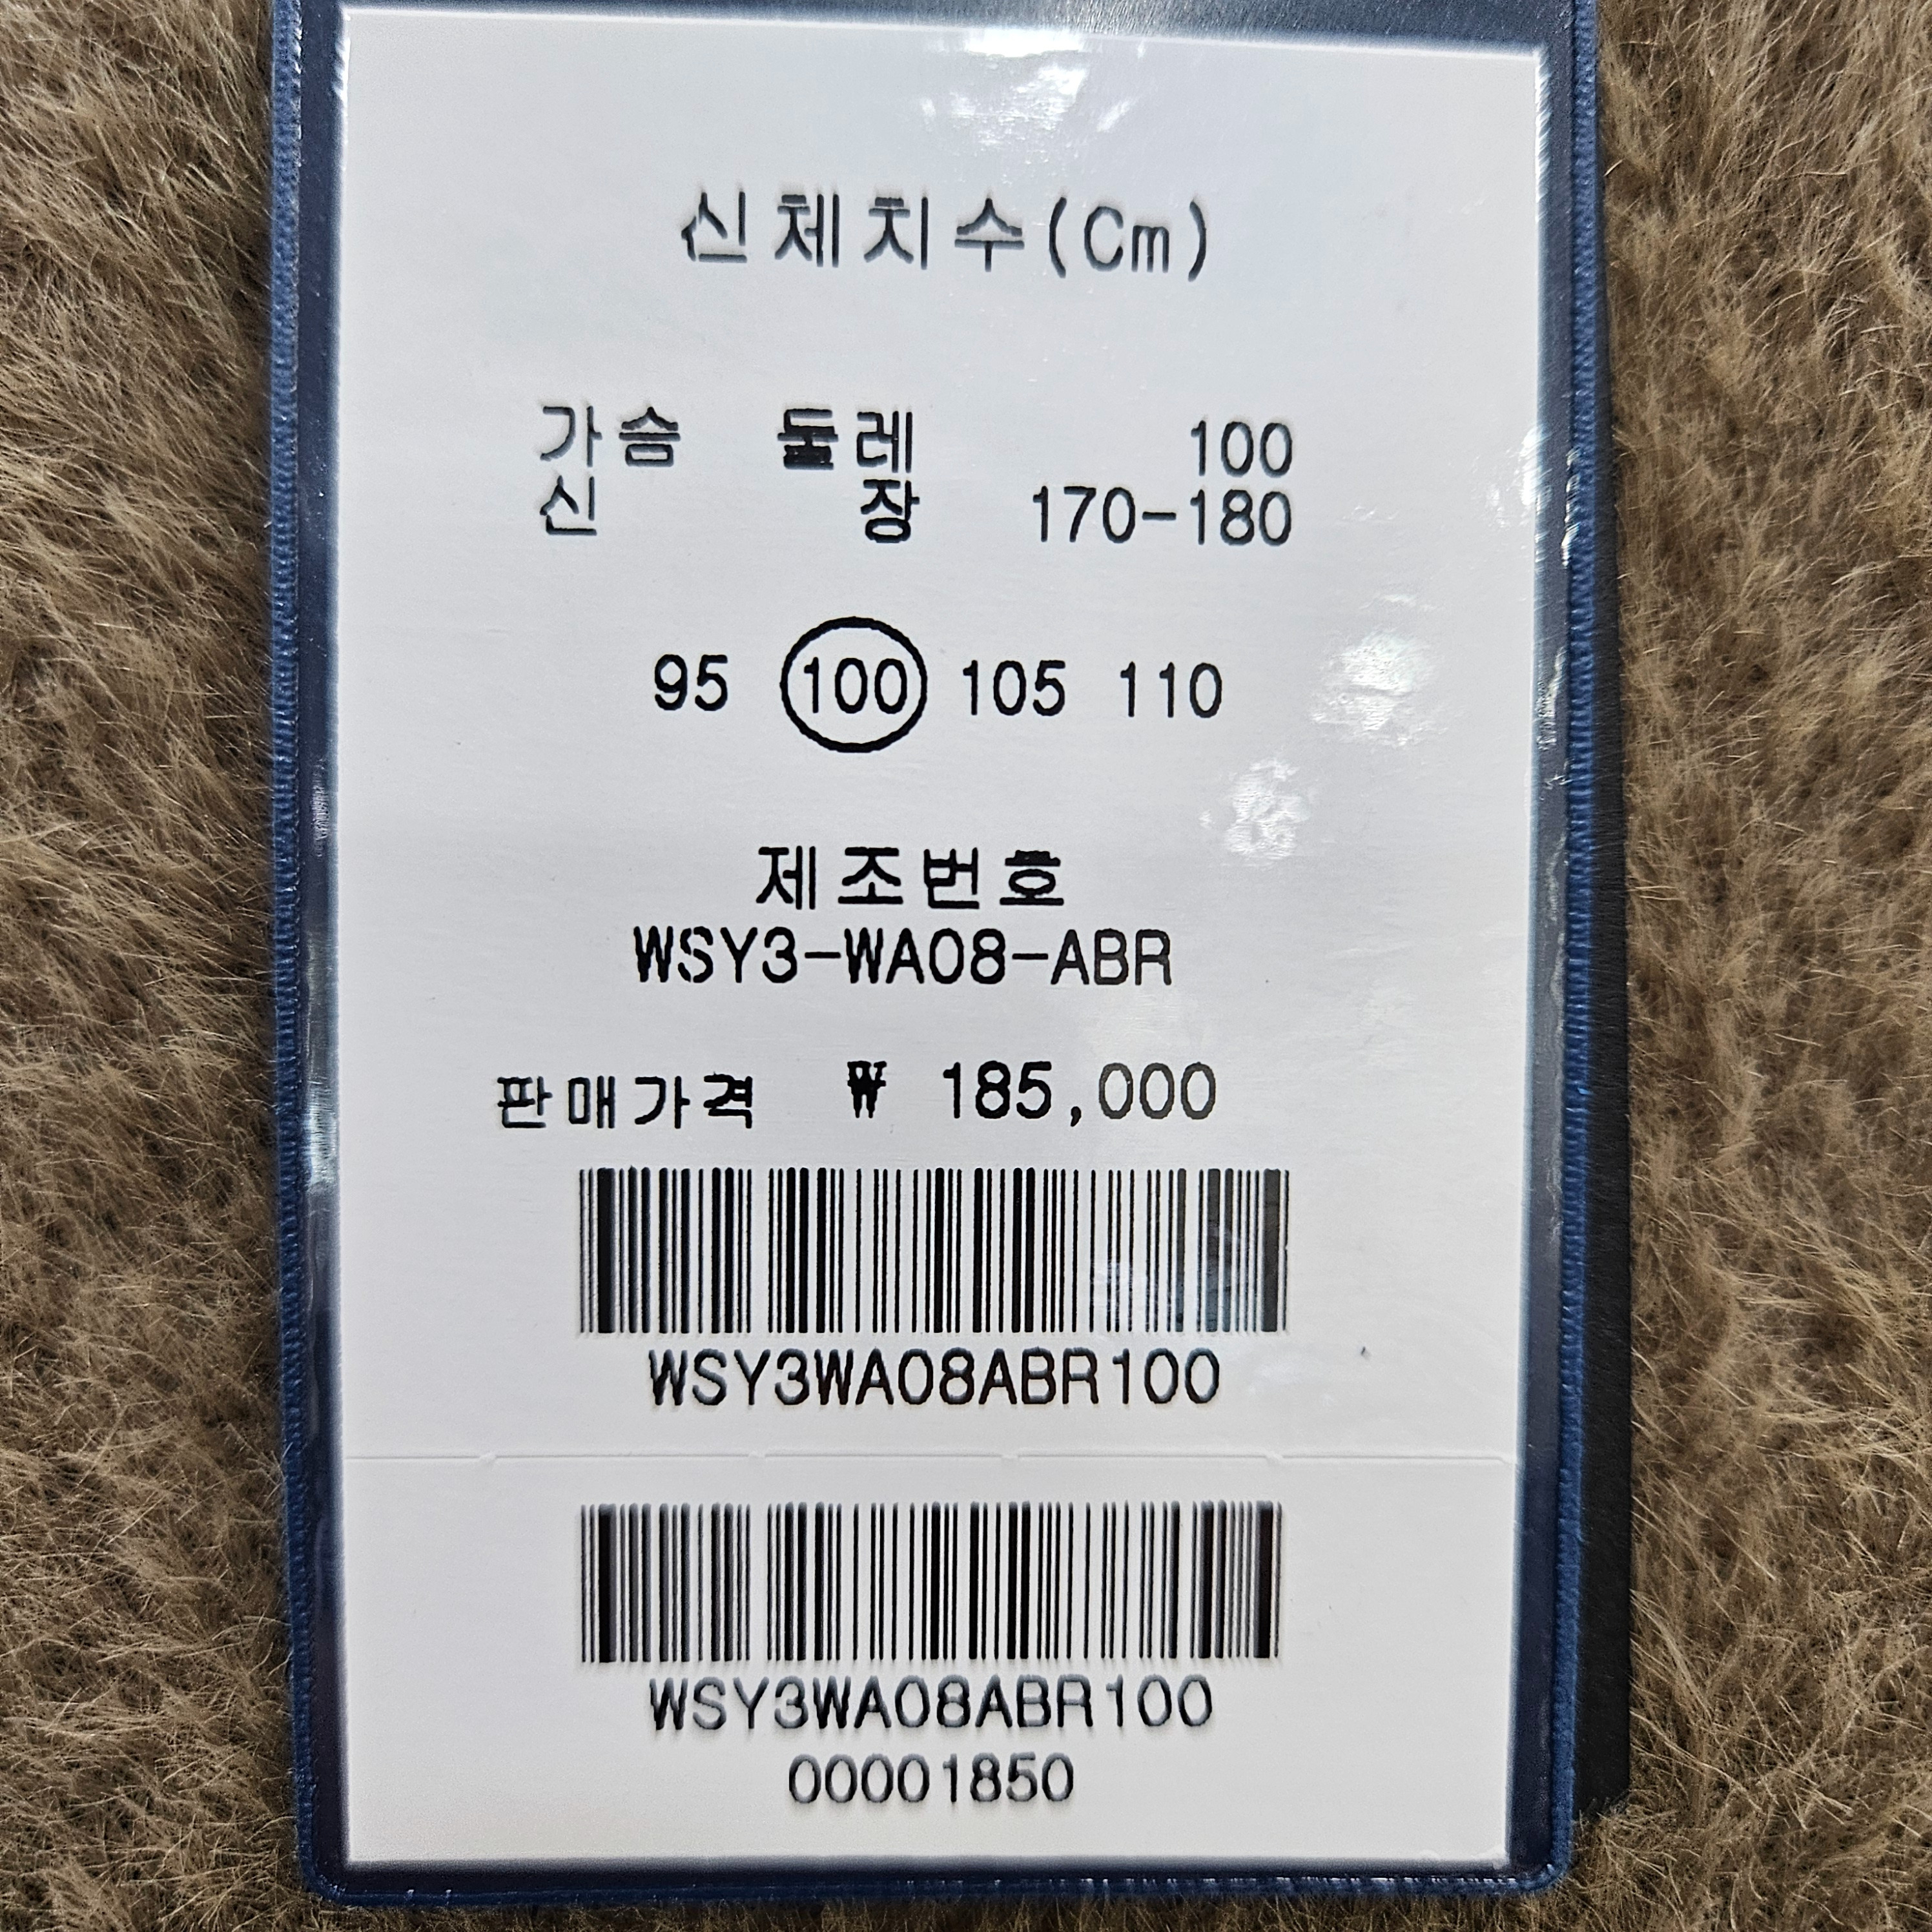 신체치수(Cm)
가슴 둘레 100
신 장 170-180
95 100 105 110
제조번호
WSY3-WA08-ABR
판매가격 ₩ 185,000
WSY3WA08ABR100
WSY3WA08ABR100
00001850